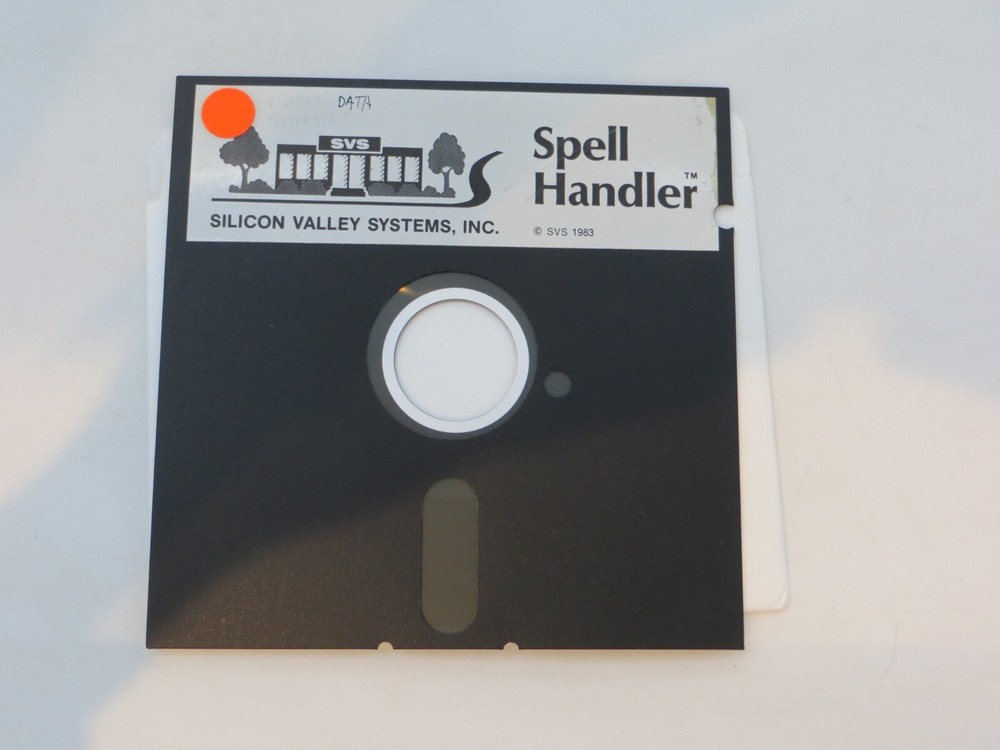 DATA
SVS
SILICON VALLEY SYSTEMS, INC.
Spell
Handler™
© SVS 1983